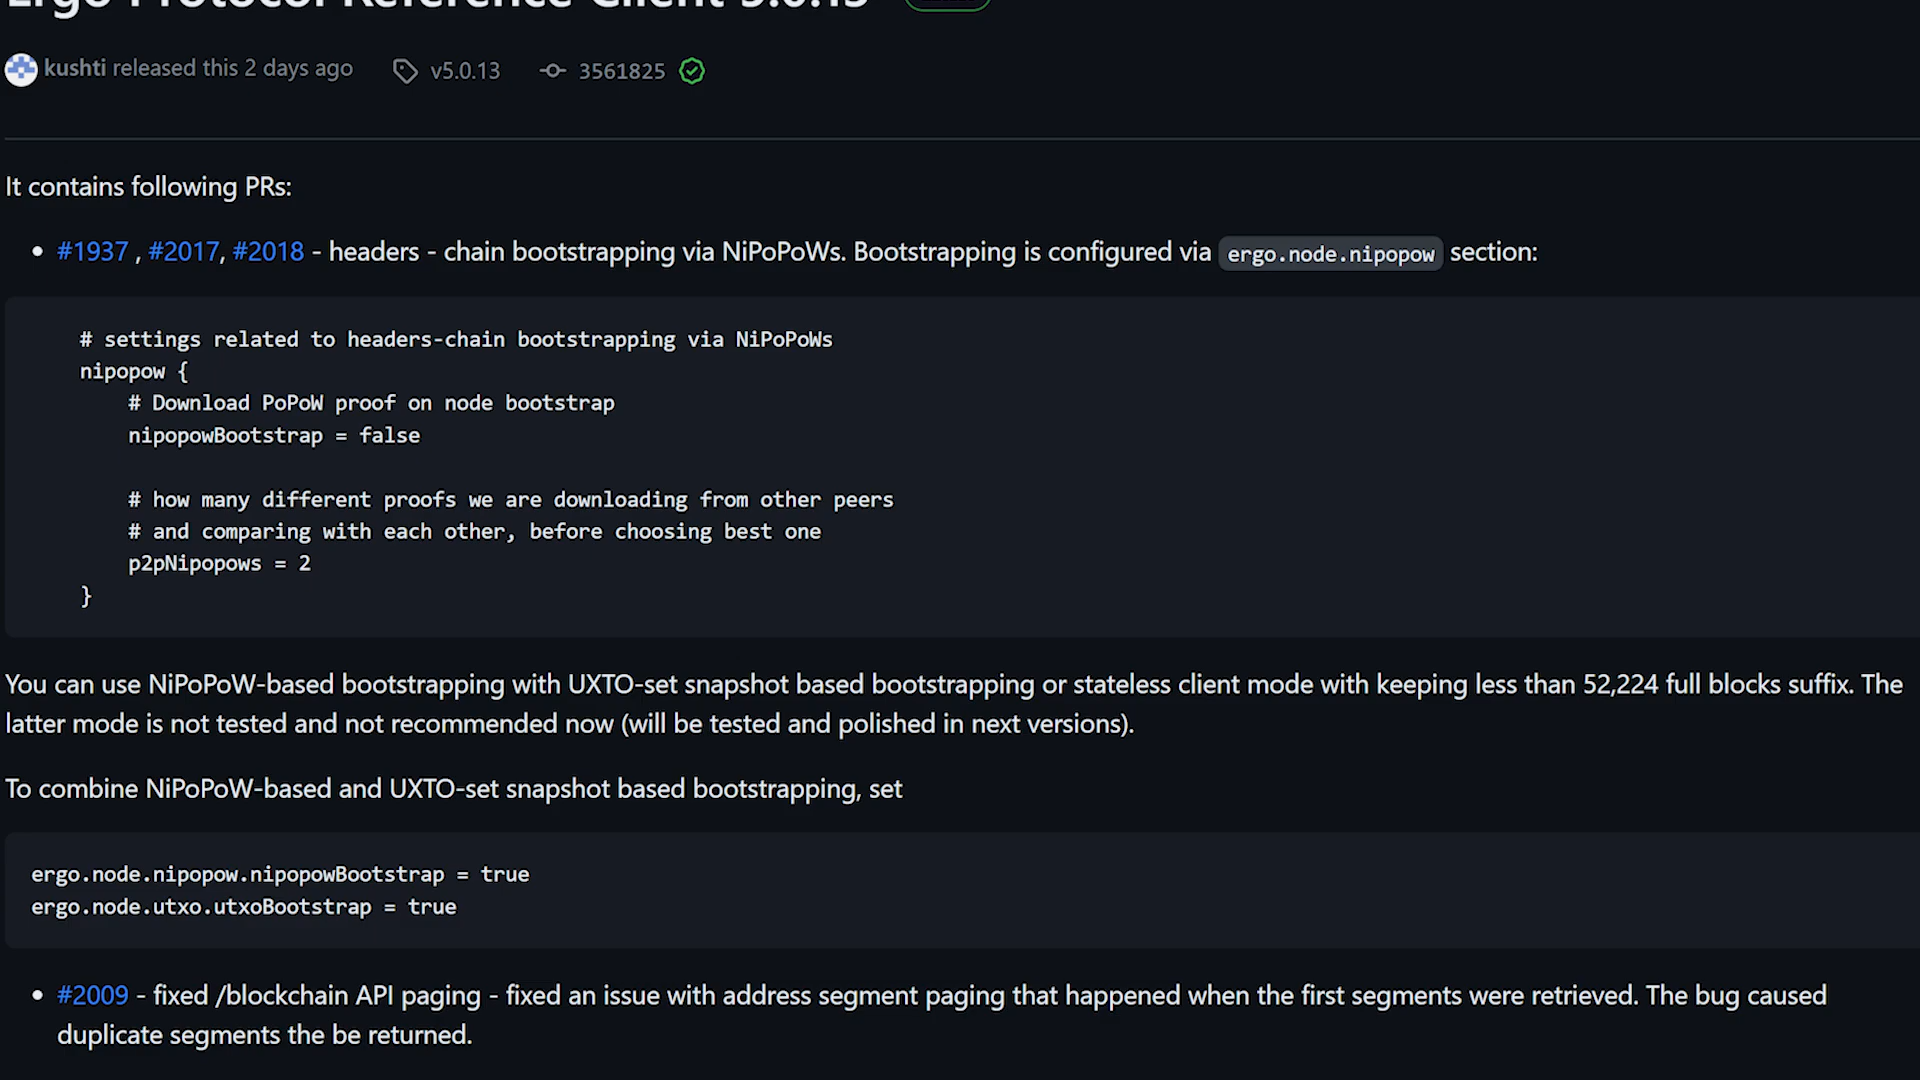 Ergo Protocol Reference Client 5.0.13
kushti released this 2 days ago v5.0.13 3561825
It contains following PRs:
• #1937 , #2017, #2018 - headers - chain bootstrapping via NiPoPoWs. Bootstrapping is configured via ergo.node.nipopow section:
# settings related to headers-chain bootstrapping via NiPoPoWs
nipopow {
# Download PoPoW proof on node bootstrap
nipopowBootstrap = false
# how many different proofs we are downloading from other peers
# and comparing with each other, before choosing best one
p2pNipopows = 2
}
You can use NiPoPoW-based bootstrapping with UXTO-set snapshot based bootstrapping or stateless client mode with keeping less than 52,224 full blocks suffix. The
latter mode is not tested and not recommended now (will be tested and polished in next versions).
To combine NiPoPoW-based and UXTO-set snapshot based bootstrapping, set
ergo.node.nipopow.nipopowBootstrap = true
ergo.node.utxo.utxoBootstrap = true
• #2009 - fixed /blockchain API paging - fixed an issue with address segment paging that happened when the first segments were retrieved. The bug caused
duplicate segments the be returned.